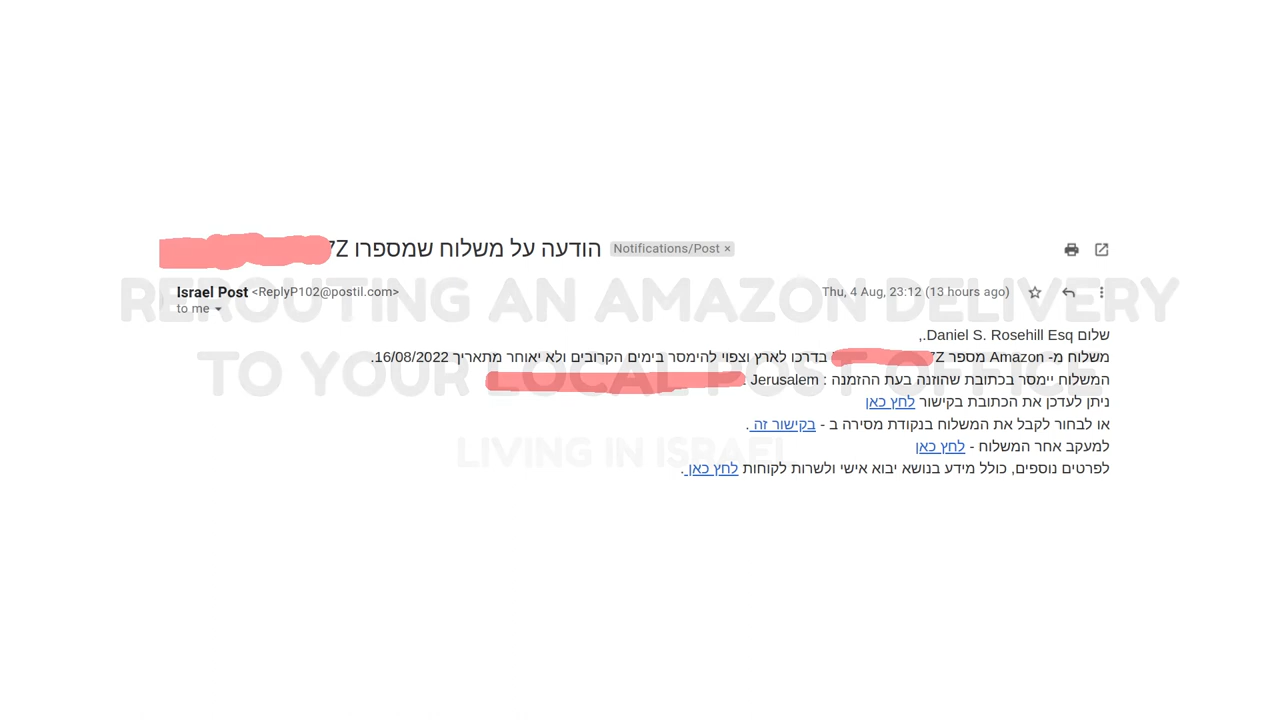 הודעה על משלוח שמספרו 7Z
Notifications/Post ×
Israel Post <ReplyP102@postil.com>
Thu, 4 Aug, 23:12 (13 hours ago)
to me
REROUTING AN AMAZON DELIVERY
TO YOUR LOCAL POST OFFICE
LIVING IN ISRAEL
שלום Daniel S. Rosehill Esq.,
משלוח מ- Amazon מספר 7Z בדרכו לארץ וצפוי להימסר בימים הקרובים ולא יאוחר מתאריך 16/08/2022.
המשלוח יימסר בכתובת שהוזנה בעת ההזמנה : Jerusalem
ניתן לעדכן את הכתובת בקישור לחץ כאן
או לבחור לקבל את המשלוח בנקודת מסירה ב - בקישור זה .
למעקב אחר המשלוח - לחץ כאן
לפרטים נוספים, כולל מידע בנושא יבוא אישי ולשרות לקוחות לחץ כאן .